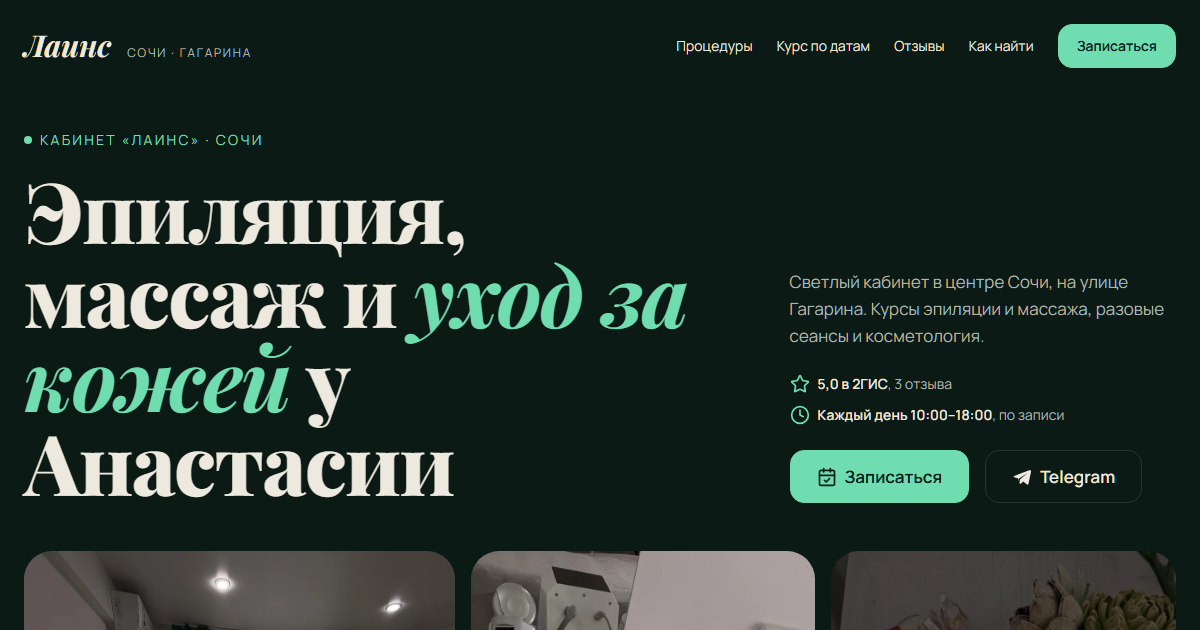 Лаинс
СОЧИ · ГАГАРИНА
Процедуры
Курс по датам
Отзывы
Как найти
Записаться
КАБИНЕТ «ЛАИНС» · СОЧИ
Эпиляция,
массаж и уход за
кожей у
Анастасии
Светлый кабинет в центре Сочи, на улице
Гагарина. Курсы эпиляции и массажа, разовые
сеансы и косметология.
5,0 в 2ГИС, 3 отзыва
Каждый день 10:00–18:00, по записи
Записаться
Telegram